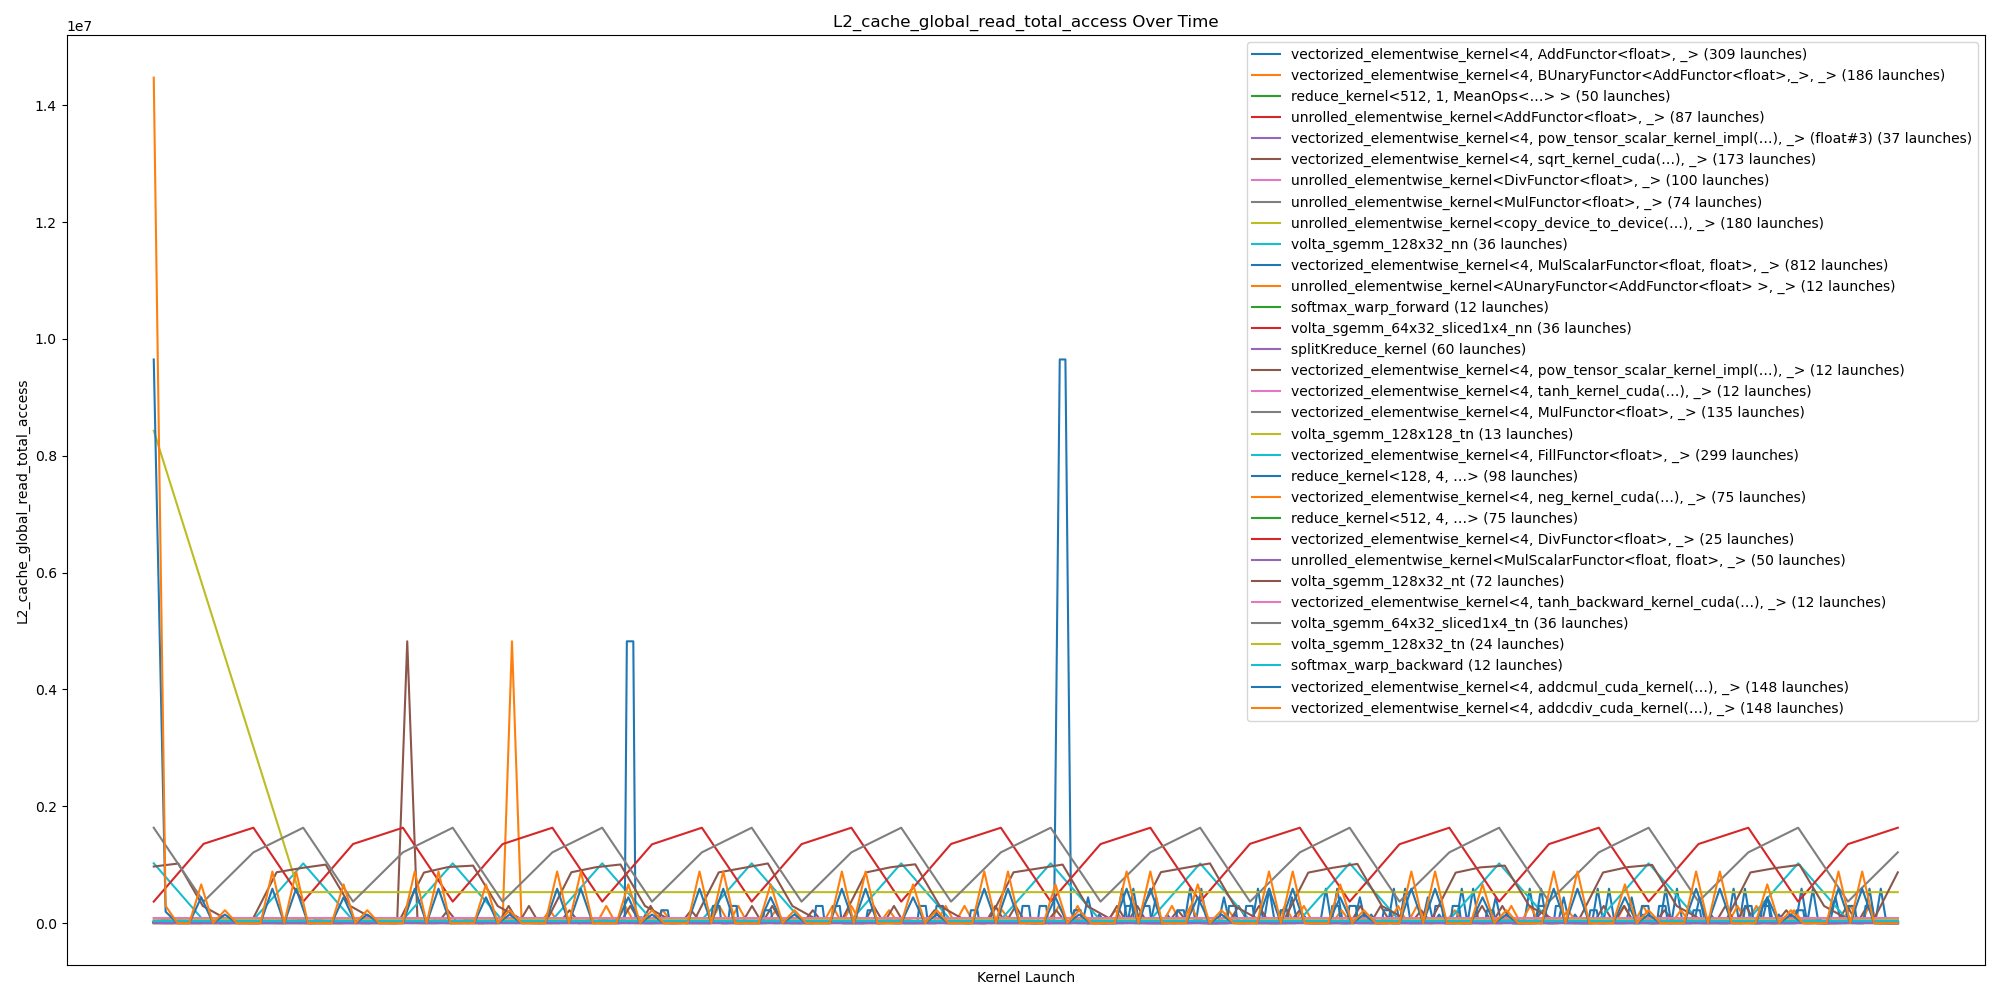 L2_cache_global_read_total_access Over Time
1e7
1.4
1.2
1.0
0.8
0.6
0.4
0.2
0.0
L2_cache_global_read_total_access
Kernel Launch
vectorized_elementwise_kernel<4, AddFunctor<float>, _> (309 launches)
vectorized_elementwise_kernel<4, BUnaryFunctor<AddFunctor<float>,_>, _> (186 launches)
reduce_kernel<512, 1, MeanOps<...> > (50 launches)
unrolled_elementwise_kernel<AddFunctor<float>, _> (87 launches)
vectorized_elementwise_kernel<4, pow_tensor_scalar_kernel_impl(...), _> (float#3) (37 launches)
vectorized_elementwise_kernel<4, sqrt_kernel_cuda(...), _> (173 launches)
unrolled_elementwise_kernel<DivFunctor<float>, _> (100 launches)
unrolled_elementwise_kernel<MulFunctor<float>, _> (74 launches)
unrolled_elementwise_kernel<copy_device_to_device(...), _> (180 launches)
volta_sgemm_128x32_nn (36 launches)
vectorized_elementwise_kernel<4, MulScalarFunctor<float, float>, _> (812 launches)
unrolled_elementwise_kernel<AUnaryFunctor<AddFunctor<float> >, _> (12 launches)
softmax_warp_forward (12 launches)
volta_sgemm_64x32_sliced1x4_nn (36 launches)
splitKreduce_kernel (60 launches)
vectorized_elementwise_kernel<4, pow_tensor_scalar_kernel_impl(...), _> (12 launches)
vectorized_elementwise_kernel<4, tanh_kernel_cuda(...), _> (12 launches)
vectorized_elementwise_kernel<4, MulFunctor<float>, _> (135 launches)
volta_sgemm_128x128_tn (13 launches)
vectorized_elementwise_kernel<4, FillFunctor<float>, _> (299 launches)
reduce_kernel<128, 4, ...> (98 launches)
vectorized_elementwise_kernel<4, neg_kernel_cuda(...), _> (75 launches)
reduce_kernel<512, 4, ...> (75 launches)
vectorized_elementwise_kernel<4, DivFunctor<float>, _> (25 launches)
unrolled_elementwise_kernel<MulScalarFunctor<float, float>, _> (50 launches)
volta_sgemm_128x32_nt (72 launches)
vectorized_elementwise_kernel<4, tanh_backward_kernel_cuda(...), _> (12 launches)
volta_sgemm_64x32_sliced1x4_tn (36 launches)
volta_sgemm_128x32_tn (24 launches)
softmax_warp_backward (12 launches)
vectorized_elementwise_kernel<4, addcmul_cuda_kernel(...), _> (148 launches)
vectorized_elementwise_kernel<4, addcdiv_cuda_kernel(...), _> (148 launches)